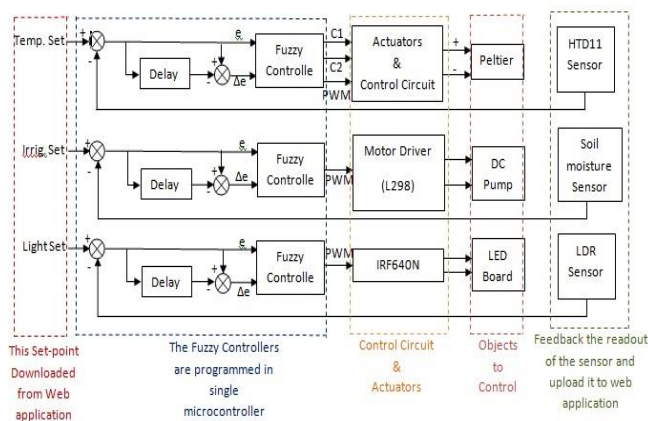 Temp. Set
+
-
e
Delay
+
-
Δe
Fuzzy
Controlle
C1
C2
PWM
Actuators
&
Control Circuit
+
-
Peltier
HTD11
Sensor
Irrig. Set
+
-
e
Delay
+
-
Δe
Fuzzy
Controlle
PWM
Motor Driver
(L298)
DC
Pump
Soil
moisture
Sensor
Light Set
+
-
e
Delay
+
-
Δe
Fuzzy
Controlle
PWM
IRF640N
LED
Board
LDR
Sensor
This Set-point
Downloaded
from Web
application
The Fuzzy Controllers
are programmed in
single
microcontroller
Control Circuit
&
Actuators
Objects
to
Control
Feedback the readout
of the sensor and
upload it to web
application